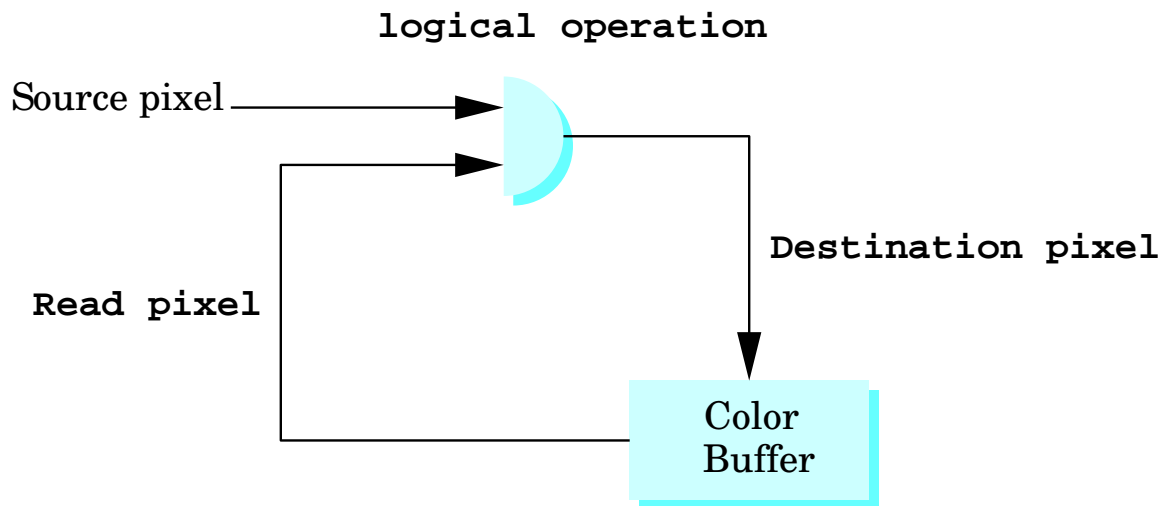 logical operation
Source pixel
Destination pixel
Read pixel
Color
Buffer